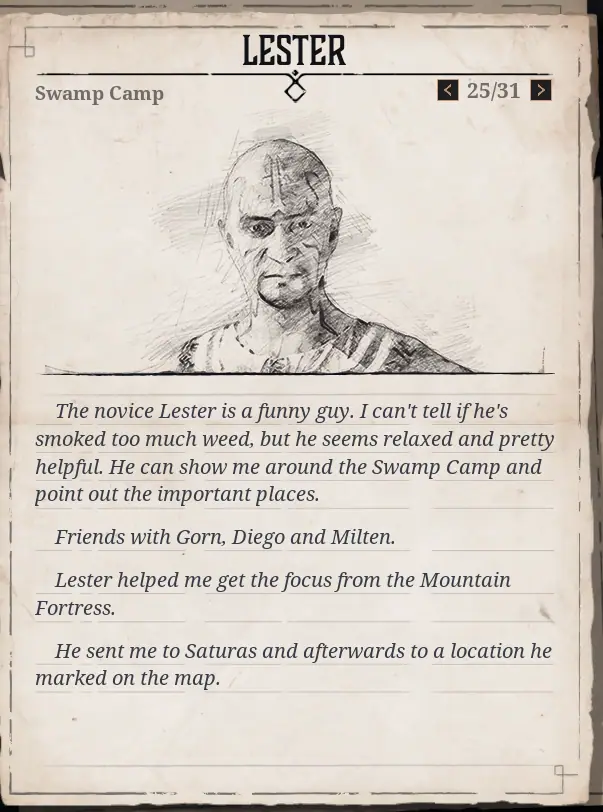 LESTER
Swamp Camp
< 25/31 >
The novice Lester is a funny guy. I can't tell if he's
smoked too much weed, but he seems relaxed and pretty
helpful. He can show me around the Swamp Camp and
point out the important places.
Friends with Gorn, Diego and Milten.
Lester helped me get the focus from the Mountain
Fortress.
He sent me to Saturas and afterwards to a location he
marked on the map.